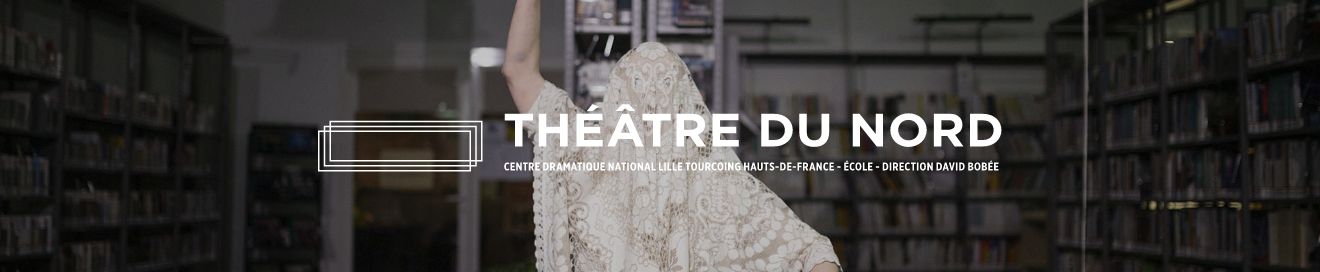 THÉÂTRE DU NORD
CENTRE DRAMATIQUE NATIONAL LILLE TOURCOING HAUTS-DE-FRANCE - ÉCOLE - DIRECTION DAVID BOBÉE